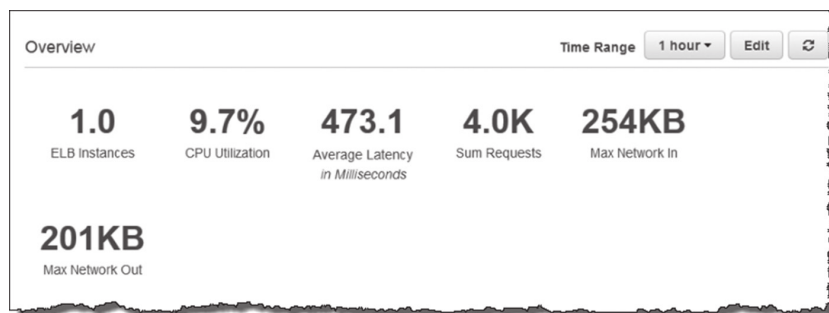 Overview
Time Range 1 hour Edit
1.0 9.7% 473.1 4.0K 254KB
ELB Instances CPU Utilization Average Latency Sum Requests Max Network In
in Milliseconds
201KB
Max Network Out